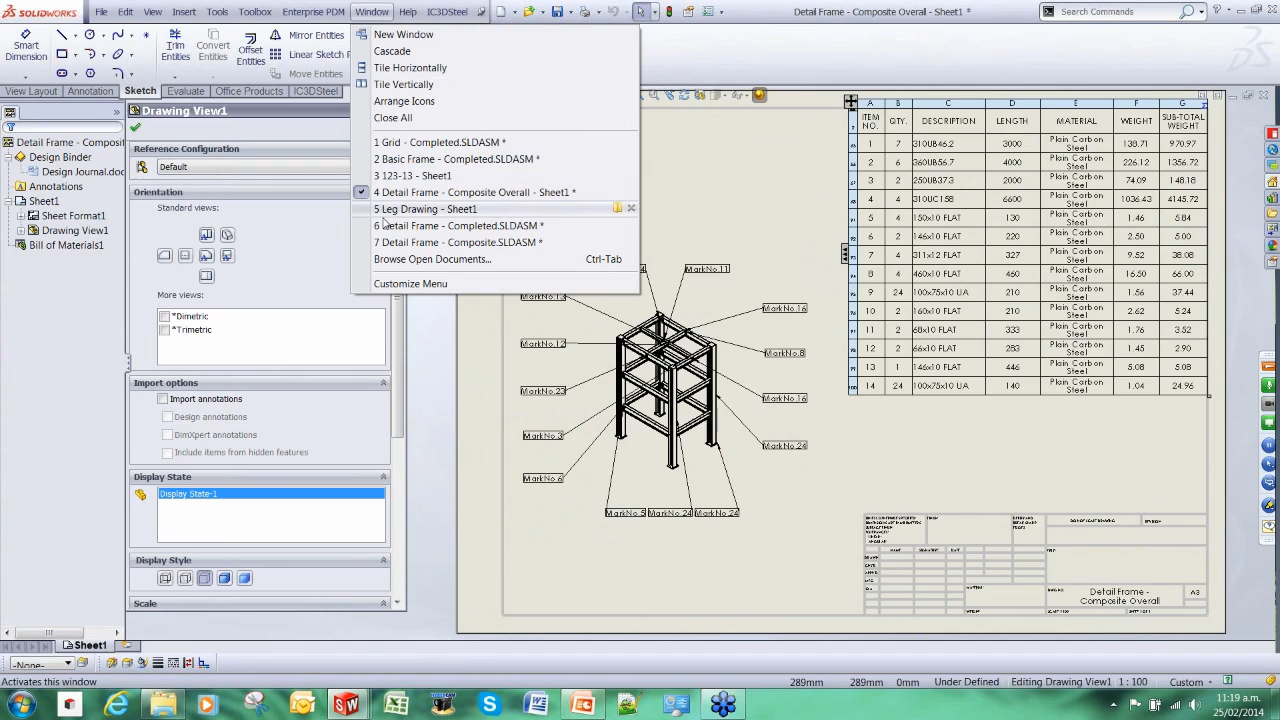 SOLIDWORKS
File Edit View Insert Tools Toolbox Enterprise PDM Window Help IC3DSteel
Detail Frame - Composite Overall - Sheet1 *
Search Commands
Smart Dimension
Trim Entities
Convert Entities
Offset Entities
Mirror Entities
Linear Sketch P
Move Entities
View Layout Annotation Sketch Evaluate Office Products IC3DSteel
New Window
Cascade
Tile Horizontally
Tile Vertically
Arrange Icons
Close All
1 Grid - Completed.SLDASM *
2 Basic Frame - Completed.SLDASM *
3 123-13 - Sheet1
4 Detail Frame - Composite Overall - Sheet1 *
5 Leg Drawing - Sheet1
6 Detail Frame - Completed.SLDASM *
7 Detail Frame - Composite.SLDASM *
Browse Open Documents... Ctrl-Tab
Customize Menu
Detail Frame - Composit
Design Binder
Design Journal.doc
Annotations
Sheet1
Sheet Format1
Drawing View1
Bill of Materials1
Drawing View1
Reference Configuration
Default
Orientation
Standard views:
More views:
*Dimetric
*Trimetric
Import options
Import annotations
Design annotations
DimXpert annotations
Include items from hidden features
Display State
Display State-1
Display Style
Scale
A B C D E F G
ITEM NO. QTY. DESCRIPTION LENGTH MATERIAL WEIGHT SUB-TOTAL WEIGHT
1 7 310UB46.2 3000 Plain Carbon Steel 138.71 970.97
2 6 360UB56.7 4000 Plain Carbon Steel 226.12 1356.72
3 2 250UB37.3 2000 Plain Carbon Steel 74.09 148.18
4 4 310UC158 6600 Plain Carbon Steel 1036.43 4145.72
5 4 150x10 FLAT 130 Plain Carbon Steel 1.46 5.84
6 2 146x10 FLAT 220 Plain Carbon Steel 2.50 5.00
7 4 311x12 FLAT 327 Plain Carbon Steel 9.52 38.08
8 4 460x10 FLAT 460 Plain Carbon Steel 16.50 66.00
9 24 100x75x10 UA 210 Plain Carbon Steel 1.56 37.44
10 2 160x10 FLAT 210 Plain Carbon Steel 2.62 5.24
11 2 68x10 FLAT 333 Plain Carbon Steel 1.76 3.52
12 2 66x10 FLAT 283 Plain Carbon Steel 1.45 2.90
13 1 146x10 FLAT 446 Plain Carbon Steel 5.08 5.08
14 24 100x75x10 UA 140 Plain Carbon Steel 1.04 24.96
MarkNo.11
MarkNo.16
MarkNo.12
MarkNo.8
MarkNo.23
MarkNo.16
MarkNo.3
MarkNo.24
MarkNo.6
MarkNo.5 MarkNo.24 MarkNo.24
Detail Frame - Composite Overall
A3
Sheet1
-None-
Activates this window
289mm 289mm 0mm Under Defined Editing Drawing View1 1 : 100 Custom
11:19 a.m.
25/02/2014